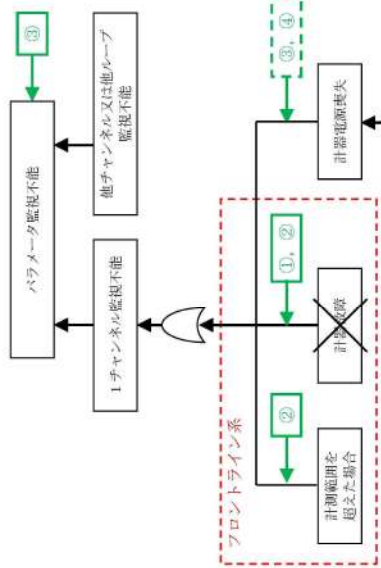 ③
パラメータ監視不能
他チャンネル又は他ループ
監視不能
1チャンネル監視不能
③，④
①，②
②
フロントライン系
計測範囲を
超えた場合
計器故障
計器電源喪失